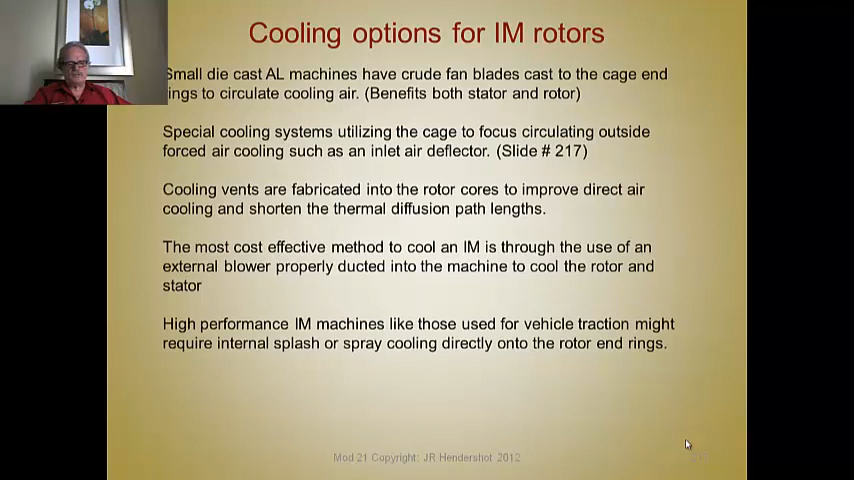 Cooling options for IM rotors
Small die cast AL machines have crude fan blades cast to the cage end
rings to circulate cooling air. (Benefits both stator and rotor)
Special cooling systems utilizing the cage to focus circulating outside
forced air cooling such as an inlet air deflector. (Slide # 217)
Cooling vents are fabricated into the rotor cores to improve direct air
cooling and shorten the thermal diffusion path lengths.
The most cost effective method to cool an IM is through the use of an
external blower properly ducted into the machine to cool the rotor and
stator
High performance IM machines like those used for vehicle traction might
require internal splash or spray cooling directly onto the rotor end rings.
Mod 21 Copyright: JR Hendershot 2012